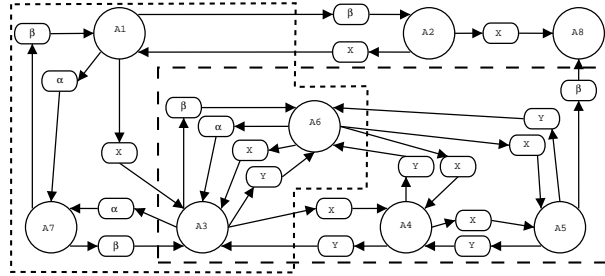 β A1 β A2 X A8
X
α
β
β
α A6 Y
X X
X Y X
Y
α X X
A7 A3 A4 A5
β Y Y